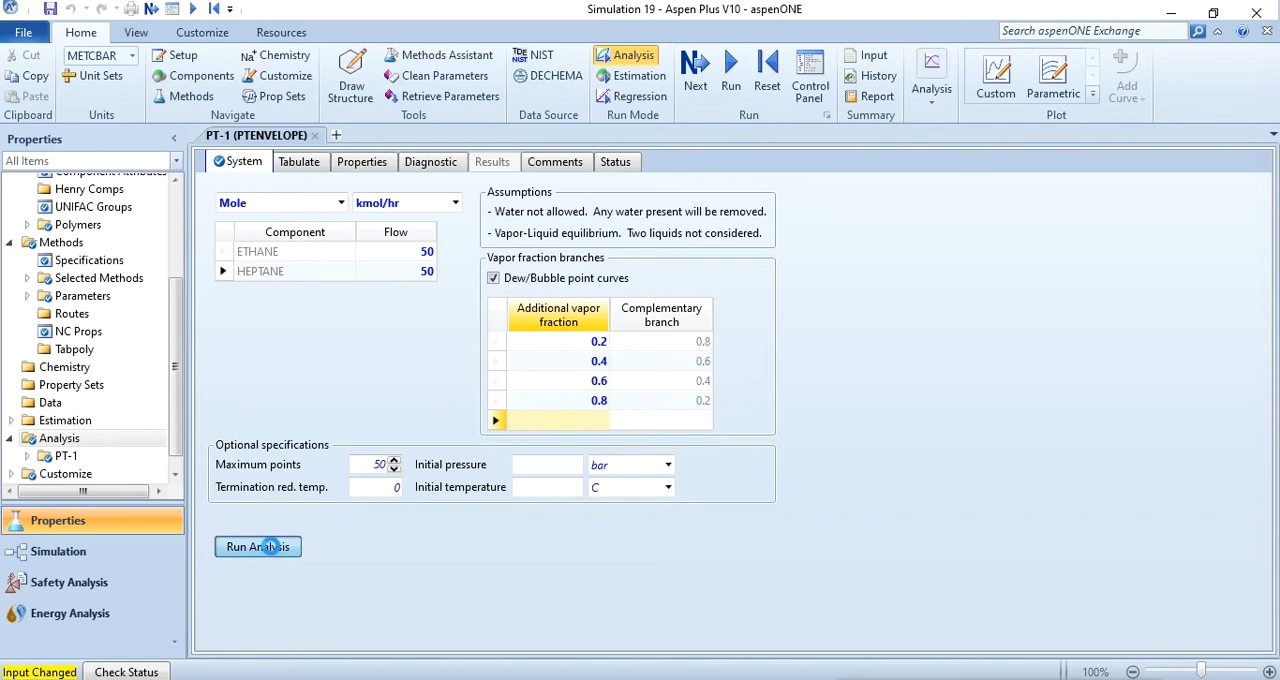 Simulation 19 - Aspen Plus V10 - aspenONE
File Home View Customize Resources Search aspenONE Exchange
Cut METCBAR Setup Chemistry Methods Assistant NIST Analysis Input
Copy Unit Sets Components Customize Clean Parameters DECHEMA Estimation History
Paste Methods Prop Sets Draw Structure Retrieve Parameters Regression Next Run Reset Control Panel Report Analysis Custom Parametric Add Curve
Clipboard Units Navigate Tools Data Source Run Mode Run Summary Plot
Properties PT-1 (PTENVELOPE)
All Items System Tabulate Properties Diagnostic Results Comments Status
Component Attributes
Henry Comps
UNIFAC Groups
Polymers
Methods
Specifications
Selected Methods
Parameters
Routes
NC Props
Tabpoly
Chemistry
Property Sets
Data
Estimation
Analysis
PT-1
Customize
Properties
Simulation
Safety Analysis
Energy Analysis
Mole kmol/hr
Component Flow
ETHANE 50
HEPTANE 50
Assumptions
- Water not allowed. Any water present will be removed.
- Vapor-Liquid equilibrium. Two liquids not considered.
Vapor fraction branches
Dew/Bubble point curves
Additional vapor fraction Complementary branch
0.2 0.8
0.4 0.6
0.6 0.4
0.8 0.2
Optional specifications
Maximum points 50 Initial pressure bar
Termination red. temp. 0 Initial temperature C
Run Analysis
Input Changed Check Status 100%